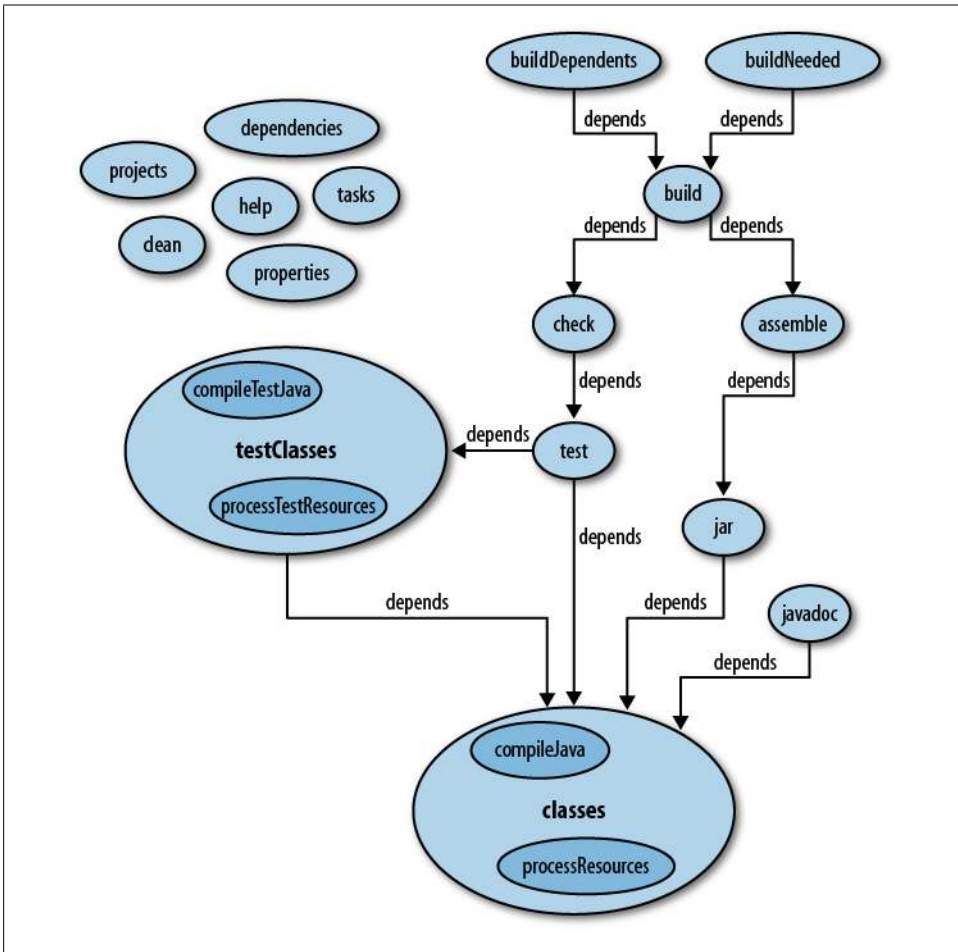 buildDependents
buildNeeded
depends
depends
dependencies
projects
help
tasks
build
clean
properties
depends
depends
check
assemble
compileTestJava
depends
depends
testClasses
depends
test
processTestResources
jar
depends
depends
depends
javadoc
depends
compileJava
classes
processResources